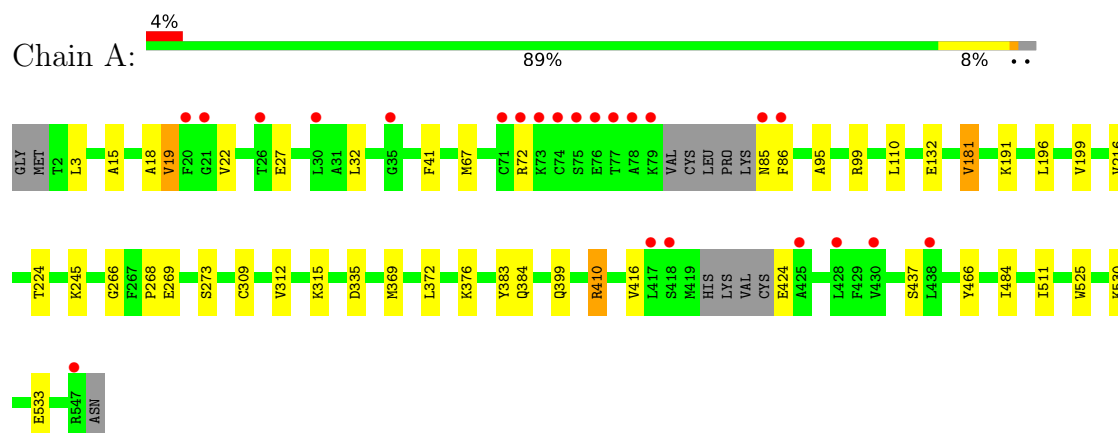 4%
Chain A:
89% 8% • •
GLY MET T2 L3 A15 A18 V19 F20 G21 V22 T26 E27 L30 A31 L32 G35 F41 M67 C71 R72 K73 C74 S75 E76 T77 A78 K79 VAL CYS LEU PRO LYS N85 F86 A95 R99 L110 E132 V181 K191 L196 V199 V216
T224 K245 G266 F267 P268 E269 S273 C309 V312 K315 D335 M369 L372 K376 Y383 Q384 Q399 R410 V416 L417 S418 M419 HIS LYS VAL CYS E424 A425 L428 F429 V430 S437 L438 Y466 I484 I511 W525 K530
E533 R547 ASN